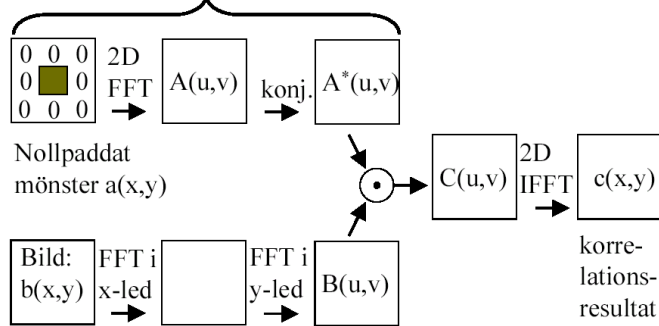 0 0 0
0 0
0 0 0
2D
FFT
A(u,v)
konj.
A*(u,v)
Nollpaddat
mönster a(x,y)
C(u,v)
2D
IFFT
c(x,y)
korre-
lations-
resultat
Bild:
b(x,y)
FFT i
x-led
FFT i
y-led
B(u,v)